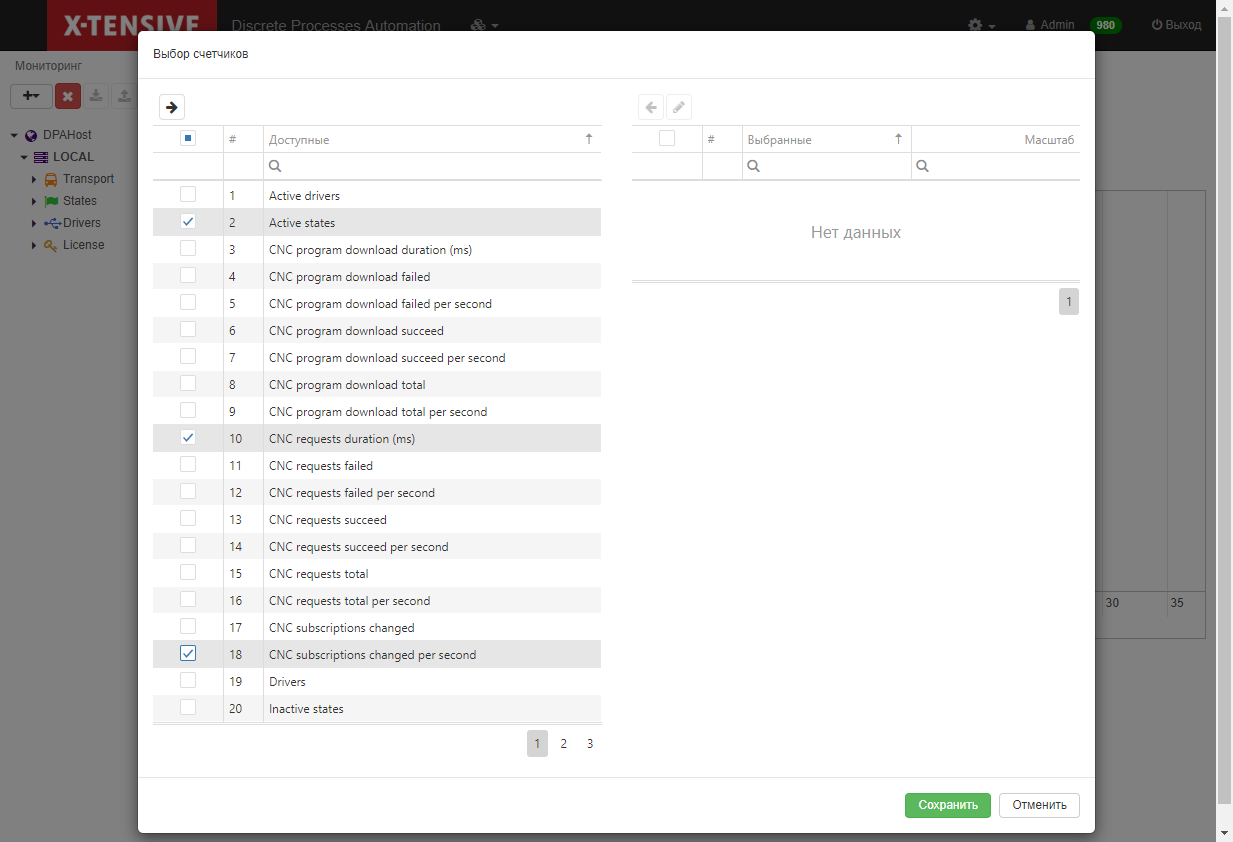 X-TENSIVE Discrete Processes Automation Admin 980 Выход
Выбор счетчиков
Мониторинг
DPAHost
LOCAL
Transport
States
Drivers
License
# Доступные
1 Active drivers
2 Active states
3 CNC program download duration (ms)
4 CNC program download failed
5 CNC program download failed per second
6 CNC program download succeed
7 CNC program download succeed per second
8 CNC program download total
9 CNC program download total per second
10 CNC requests duration (ms)
11 CNC requests failed
12 CNC requests failed per second
13 CNC requests succeed
14 CNC requests succeed per second
15 CNC requests total
16 CNC requests total per second
17 CNC subscriptions changed
18 CNC subscriptions changed per second
19 Drivers
20 Inactive states
1 2 3
# Выбранные Масштаб
Нет данных
1
30 35
Сохранить Отменить